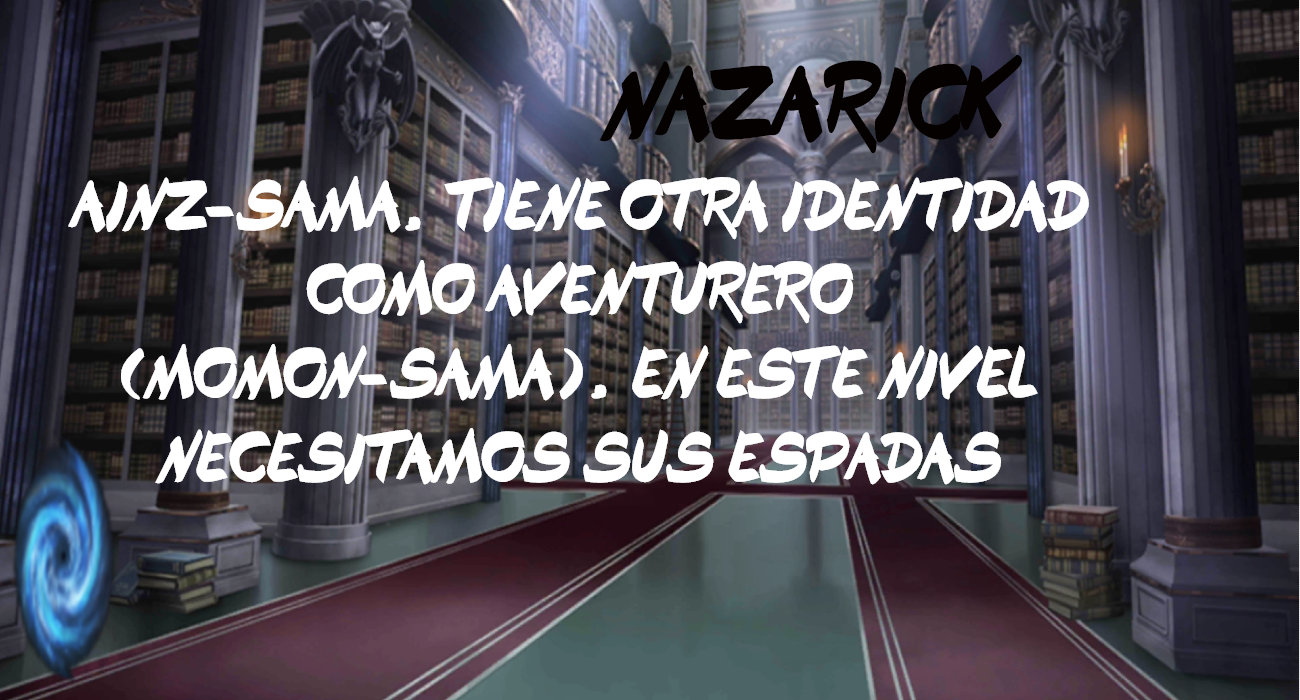 NAZARICK
AINZ-SAMA. TIENE OTRA IDENTIDAD
COMO AVENTURERO
(MOMON-SAMA). EN ESTE NIVEL
NECESITAMOS SUS ESPADAS